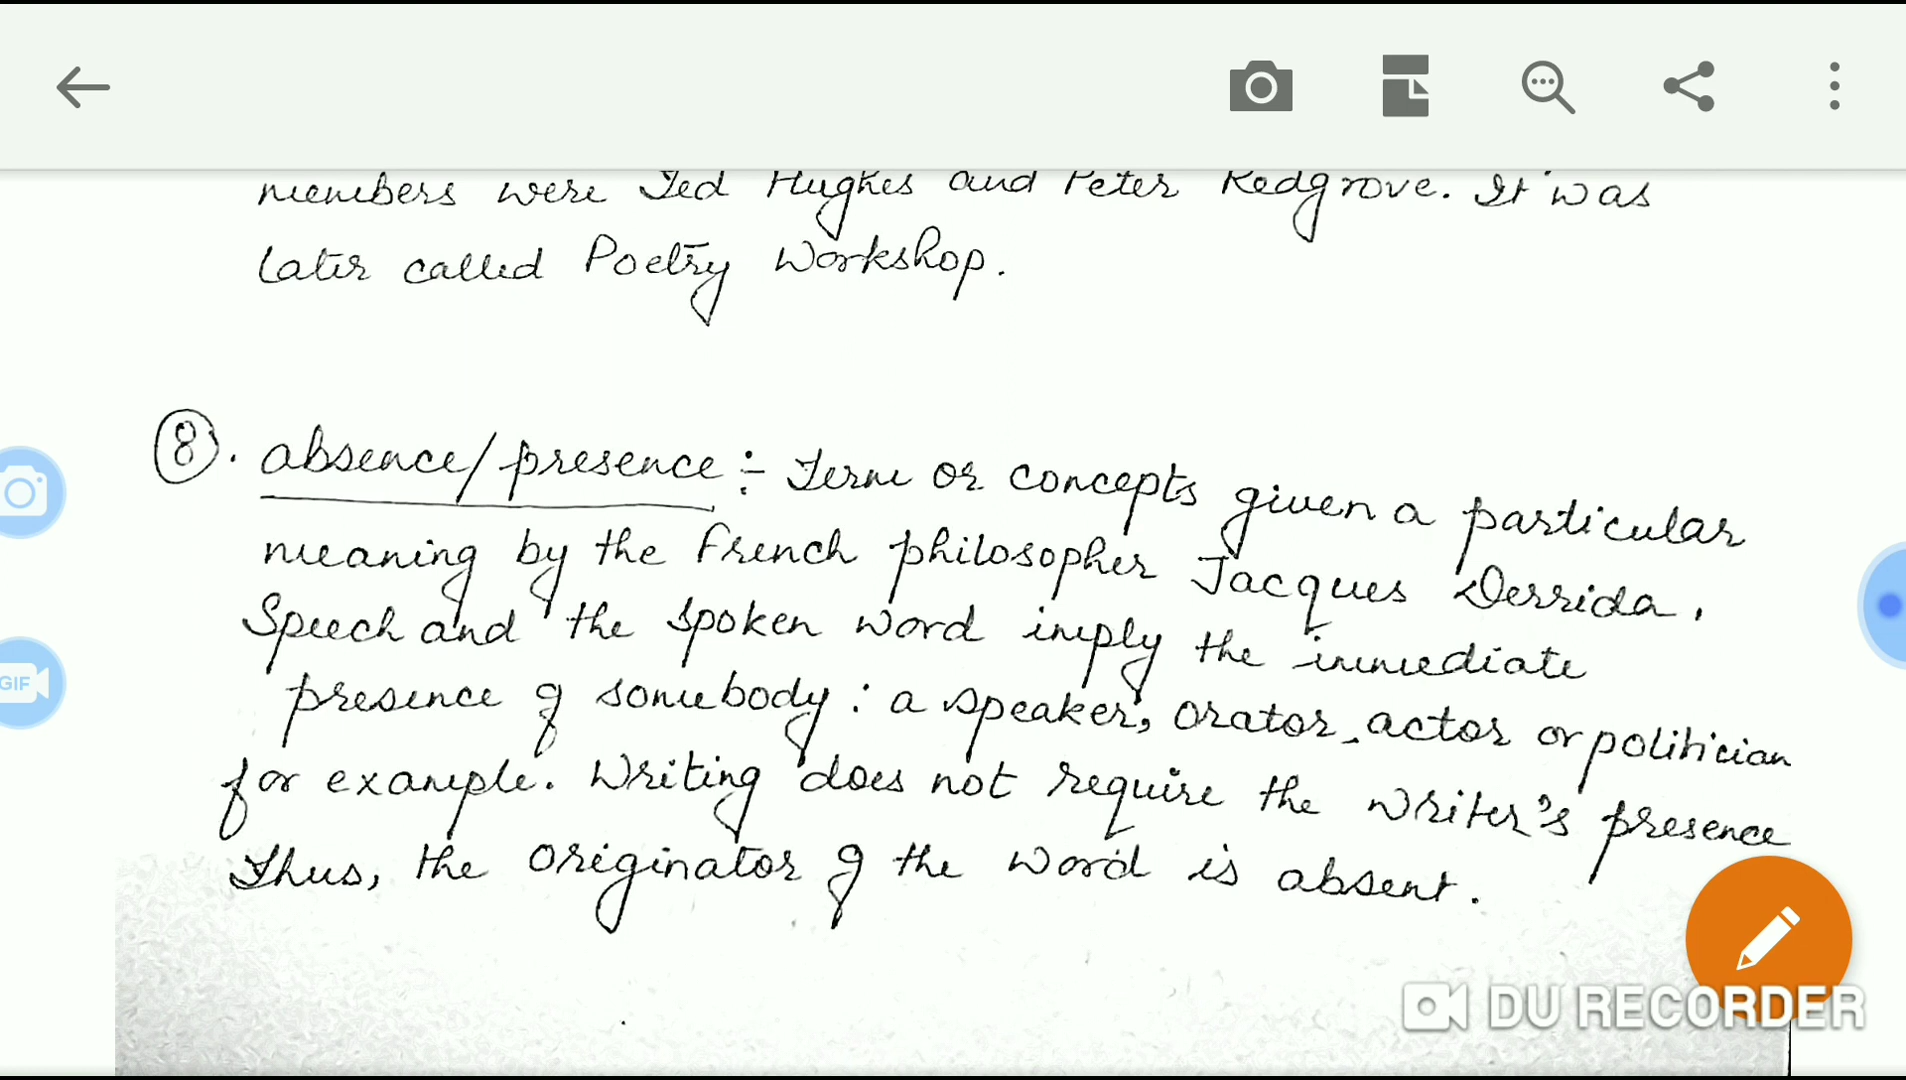 members were Ted Hughes and Peter Redgrove. It was
later called Poetry Workshop.
8. absence/presence :- Term or concepts given a particular
meaning by the French philosopher Jacques Derrida.
Speech and the spoken word imply the immediate
presence of somebody : a speaker, orator, actor or politician
for example. Writing does not require the writer's presence
Thus, the originator of the word is absent.
GIF
DU RECORDER